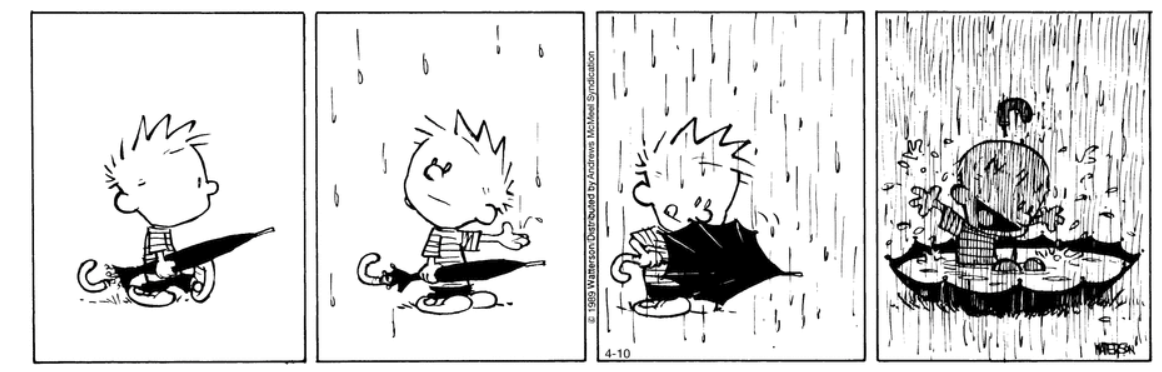 © 1989 Watterson/Distributed by Andrews McMeel Syndication
4-10
WATTERSON